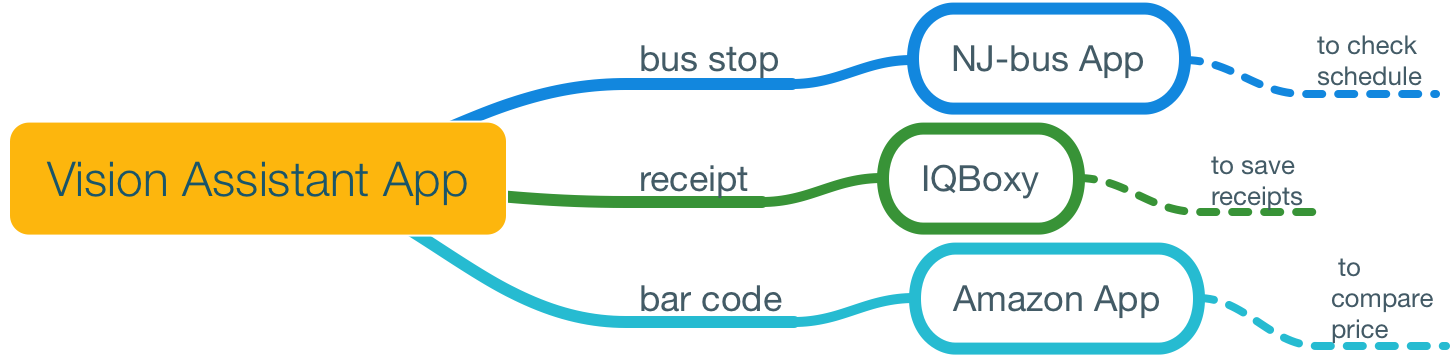 bus stop
NJ-bus App
to check
schedule
Vision Assistant App
receipt
IQBoxy
to save
receipts
bar code
Amazon App
to
compare
price